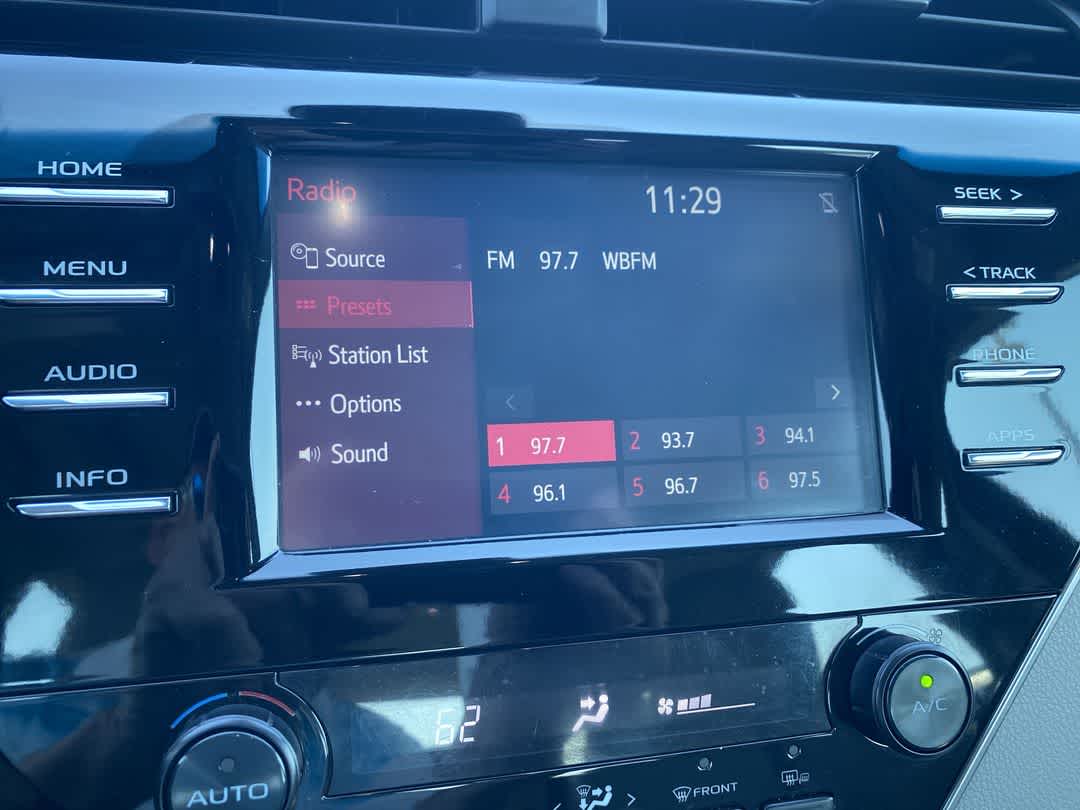 HOME
MENU
AUDIO
INFO
Radio
11:29
Source
Presets
Station List
Options
Sound
FM 97.7 WBFM
< >
1 97.7 2 93.7 3 94.1
4 96.1 5 96.7 6 97.5
SEEK >
< TRACK
PHONE
APPS
62
A/C
AUTO
< >
FRONT